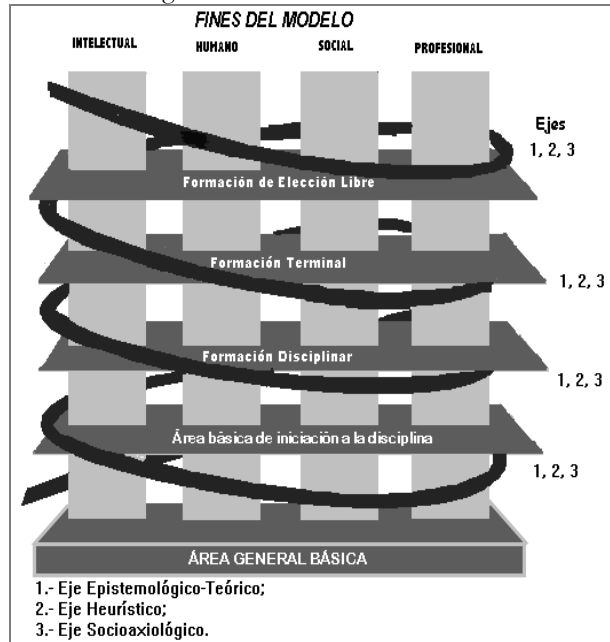 FINES DEL MODELO
INTELECTUAL HUMANO SOCIAL PROFESIONAL
Ejes
1, 2, 3
Formación de Elección Libre
Formación Terminal
1, 2, 3
Formación Disciplinar
1, 2, 3
Área básica de iniciación a la disciplina
1, 2, 3
ÁREA GENERAL BÁSICA
1.- Eje Epistemológico-Teórico;
2.- Eje Heurístico;
3.- Eje Socioaxiológico.